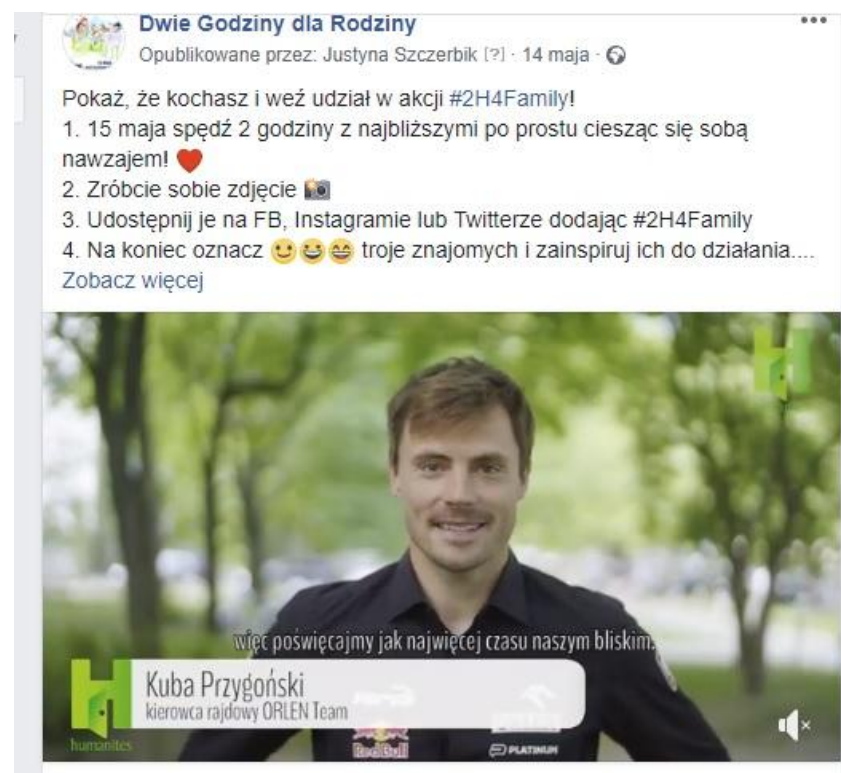 Dwie Godziny dla Rodziny
Opublikowane przez: Justyna Szczerbik [?] · 14 maja ·
Pokaż, że kochasz i weź udział w akcji #2H4Family!
1. 15 maja spędź 2 godziny z najbliższymi po prostu ciesząc się sobą
nawzajem! ❤
2. Zróbcie sobie zdjęcie 📸
3. Udostępnij je na FB, Instagramie lub Twitterze dodając #2H4Family
4. Na koniec oznacz 🙂😃😄 troje znajomych i zainspiruj ich do działania....
Zobacz więcej
więc poświęcajmy jak najwięcej czasu naszym bliskim.
Kuba Przygoński
kierowca rajdowy ORLEN Team
humanites
Red Bull
PLATINUM